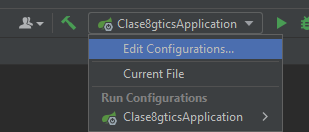 Clase8gticsApplication
Edit Configurations...
Current File
Run Configurations
Clase8gticsApplication